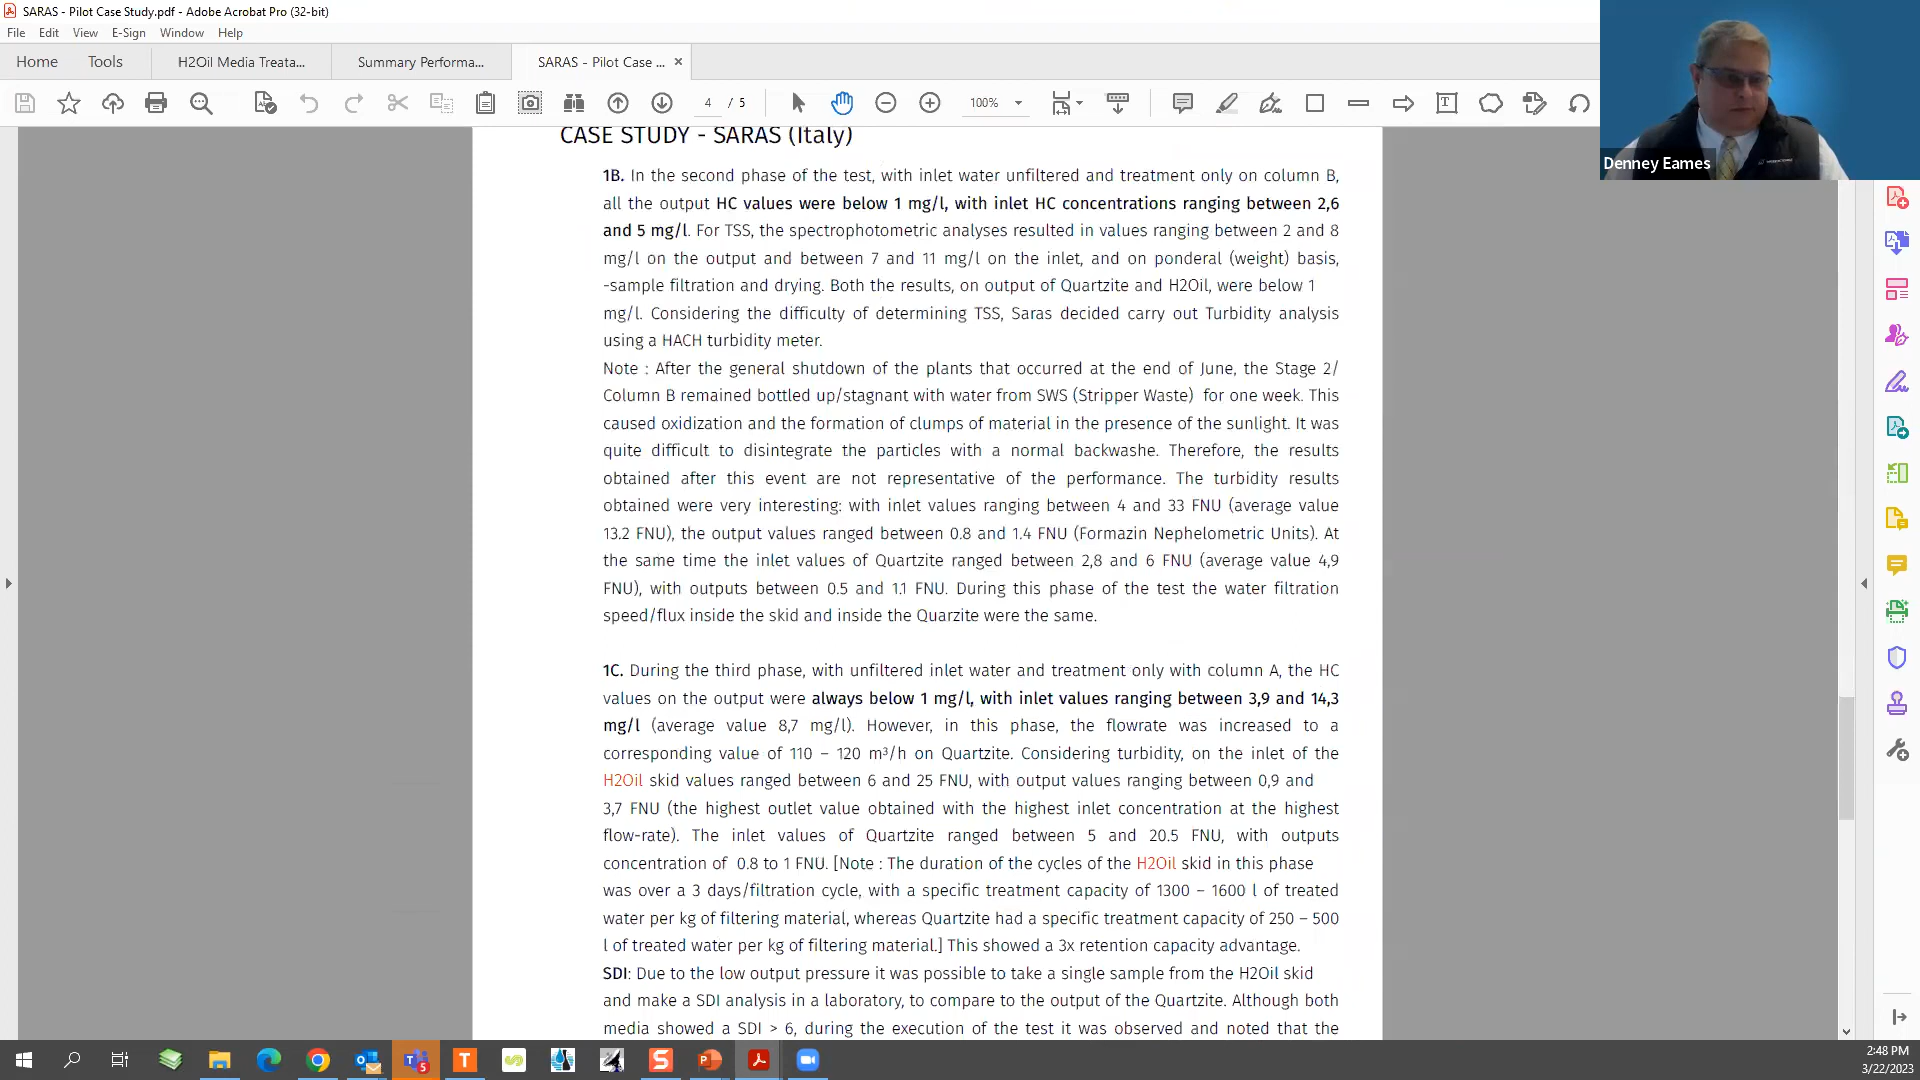 SARAS - Pilot Case Study.pdf - Adobe Acrobat Pro (32-bit)
File Edit View E-Sign Window Help
Home Tools H2Oil Media Treata... Summary Performa... SARAS - Pilot Case ... ×
4 / 5 100%
Denney Eames
CASE STUDY - SARAS (Italy)
1B. In the second phase of the test, with inlet water unfiltered and treatment only on column B,
all the output HC values were below 1 mg/l, with inlet HC concentrations ranging between 2,6
and 5 mg/l. For TSS, the spectrophotometric analyses resulted in values ranging between 2 and 8
mg/l on the output and between 7 and 11 mg/l on the inlet, and on ponderal (weight) basis,
-sample filtration and drying. Both the results, on output of Quartzite and H2Oil, were below 1
mg/l. Considering the difficulty of determining TSS, Saras decided carry out Turbidity analysis
using a HACH turbidity meter.
Note : After the general shutdown of the plants that occurred at the end of June, the Stage 2/
Column B remained bottled up/stagnant with water from SWS (Stripper Waste) for one week. This
caused oxidization and the formation of clumps of material in the presence of the sunlight. It was
quite difficult to disintegrate the particles with a normal backwashe. Therefore, the results
obtained after this event are not representative of the performance. The turbidity results
obtained were very interesting: with inlet values ranging between 4 and 33 FNU (average value
13.2 FNU), the output values ranged between 0.8 and 1.4 FNU (Formazin Nephelometric Units). At
the same time the inlet values of Quartzite ranged between 2,8 and 6 FNU (average value 4,9
FNU), with outputs between 0.5 and 1.1 FNU. During this phase of the test the water filtration
speed/flux inside the skid and inside the Quarzite were the same.
1C. During the third phase, with unfiltered inlet water and treatment only with column A, the HC
values on the output were always below 1 mg/l, with inlet values ranging between 3,9 and 14,3
mg/l (average value 8,7 mg/l). However, in this phase, the flowrate was increased to a
corresponding value of 110 – 120 m³/h on Quartzite. Considering turbidity, on the inlet of the
H2Oil skid values ranged between 6 and 25 FNU, with output values ranging between 0,9 and
3,7 FNU (the highest outlet value obtained with the highest inlet concentration at the highest
flow-rate). The inlet values of Quartzite ranged between 5 and 20.5 FNU, with outputs
concentration of 0.8 to 1 FNU. [Note : The duration of the cycles of the H2Oil skid in this phase
was over a 3 days/filtration cycle, with a specific treatment capacity of 1300 – 1600 l of treated
water per kg of filtering material, whereas Quartzite had a specific treatment capacity of 250 – 500
l of treated water per kg of filtering material.] This showed a 3x retention capacity advantage.
SDI: Due to the low output pressure it was possible to take a single sample from the H2Oil skid
and make a SDI analysis in a laboratory, to compare to the output of the Quartzite. Although both
media showed a SDI > 6, during the execution of the test it was observed and noted that the
2:48 PM
3/22/2023